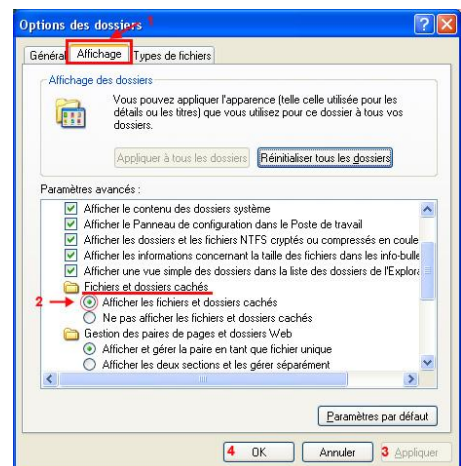 Options des dossiers
1
Général Affichage Types de fichiers
Affichage des dossiers
Vous pouvez appliquer l'apparence (telle celle utilisée pour les
détails ou les titres) que vous utilisez pour ce dossier à tous vos
dossiers.
Appliquer à tous les dossiers Réinitialiser tous les dossiers
Paramètres avancés :
Afficher le contenu des dossiers système
Afficher le Panneau de configuration dans le Poste de travail
Afficher les dossiers et les fichiers NTFS cryptés ou compressés en coule
Afficher les informations concernant la taille des fichiers dans les info-bulle
Afficher une vue simple des dossiers dans la liste des dossiers de l'Explora
Fichiers et dossiers cachés
2 Afficher les fichiers et dossiers cachés
Ne pas afficher les fichiers et dossiers cachés
Gestion des paires de pages et dossiers Web
Afficher et gérer la paire en tant que fichier unique
Afficher les deux sections et les gérer séparément
Paramètres par défaut
4 OK Annuler 3 Appliquer